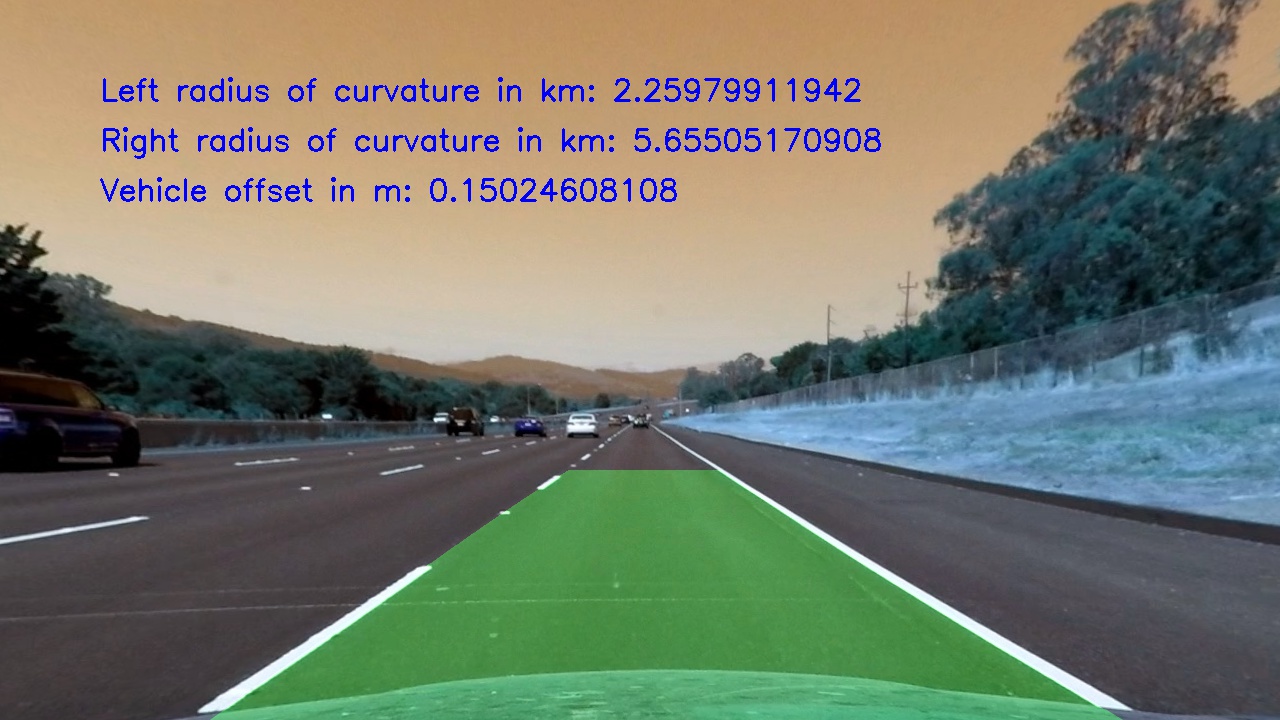 Left radius of curvature in km: 2.25979911942
Right radius of curvature in km: 5.65505170908
Vehicle offset in m: 0.15024608108